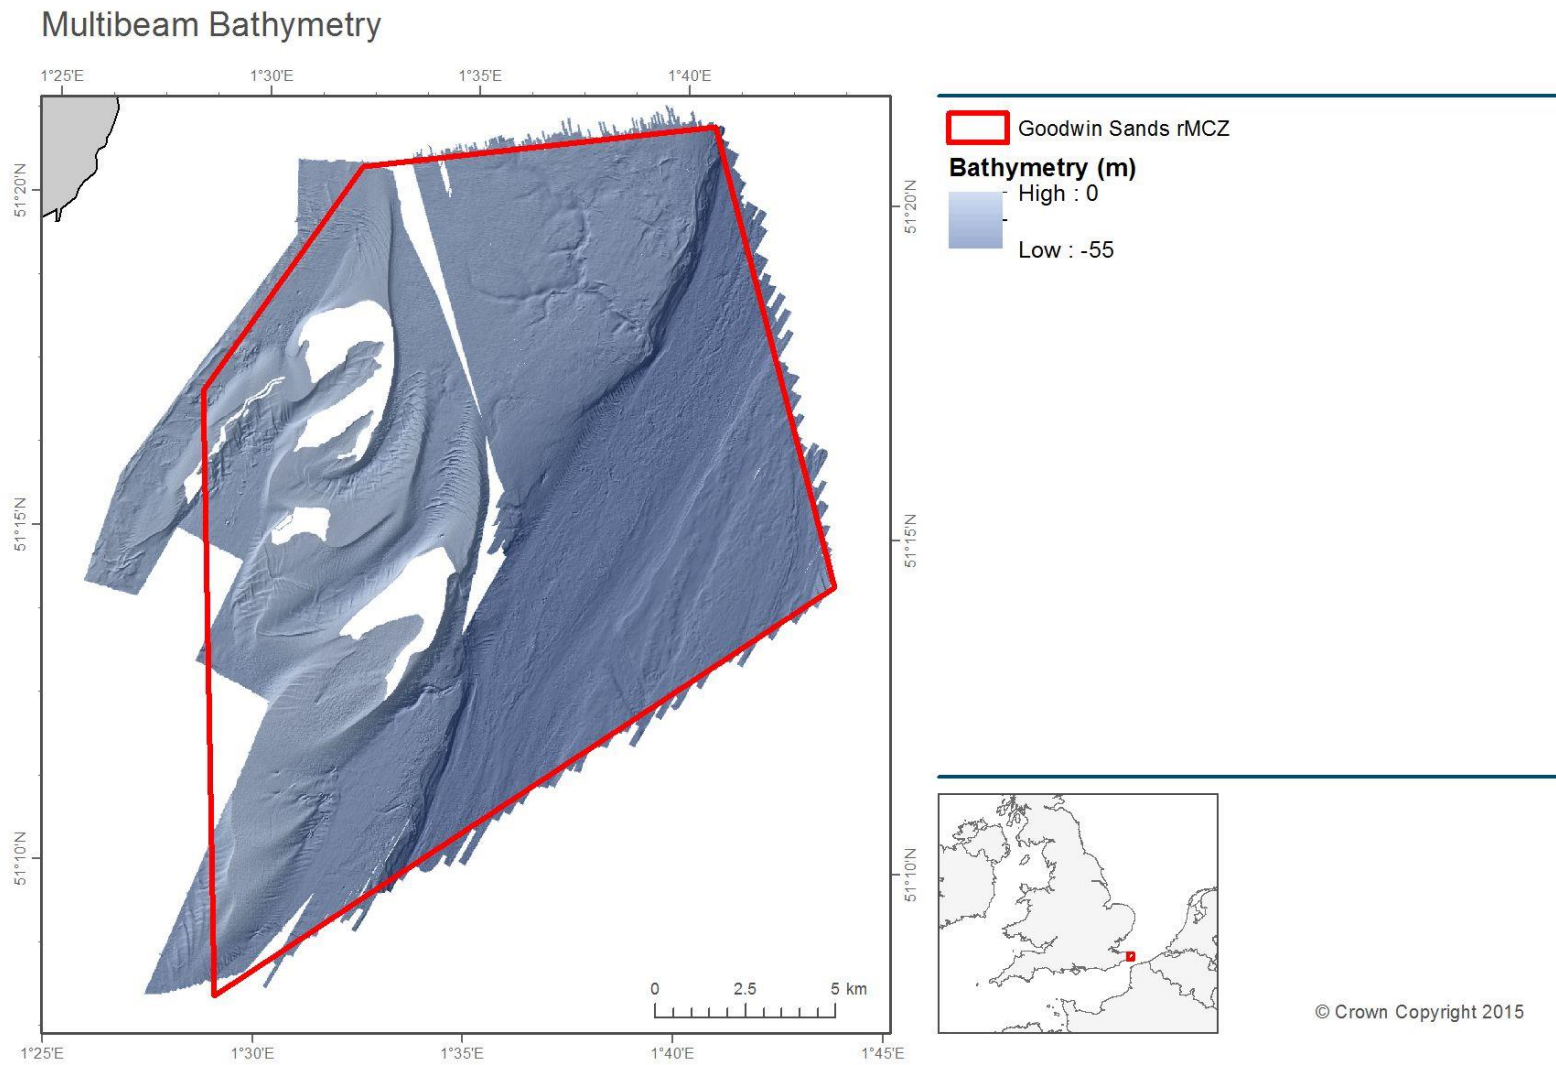 Multibeam Bathymetry
1°25'E 1°30'E 1°35'E 1°40'E
51°20'N 51°20'N
51°15'N 51°15'N
51°10'N 51°10'N
0 2.5 5 km
1°25'E 1°30'E 1°35'E 1°40'E 1°45'E
Goodwin Sands rMCZ
Bathymetry (m)
High : 0
Low : -55
© Crown Copyright 2015